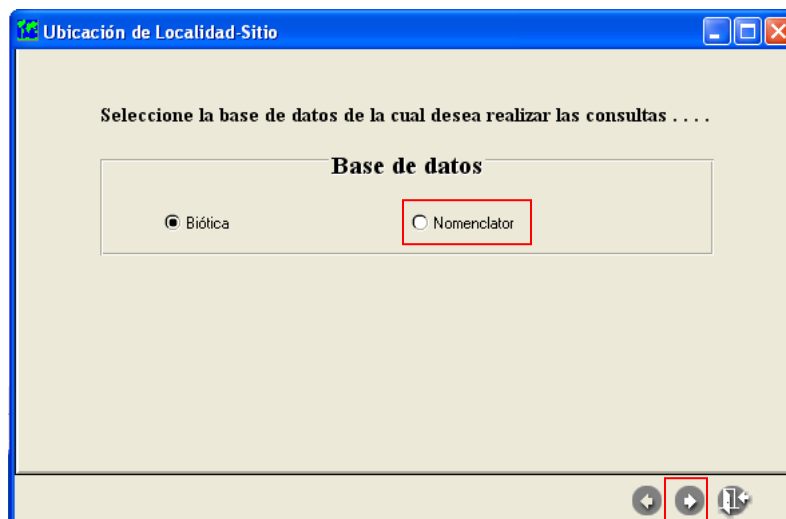 Ubicación de Localidad-Sitio
Seleccione la base de datos de la cual desea realizar las consultas . . . .
Base de datos
Biótica
Nomenclator